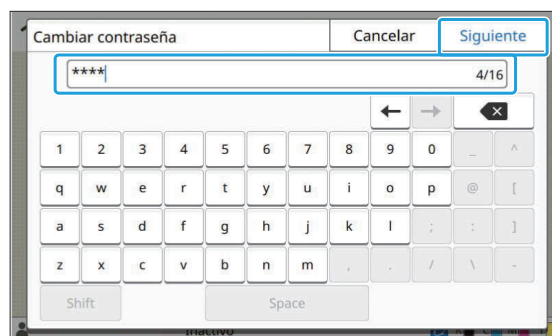 Cambiar contraseña Cancelar Siguiente
**** 4/16
← →
1 2 3 4 5 6 7 8 9 0 _ ^
q w e r t y u i o p @ [
a s d f g h j k l ; : ]
z x c v b n m , . / \ -
Shift Space
Inactivo